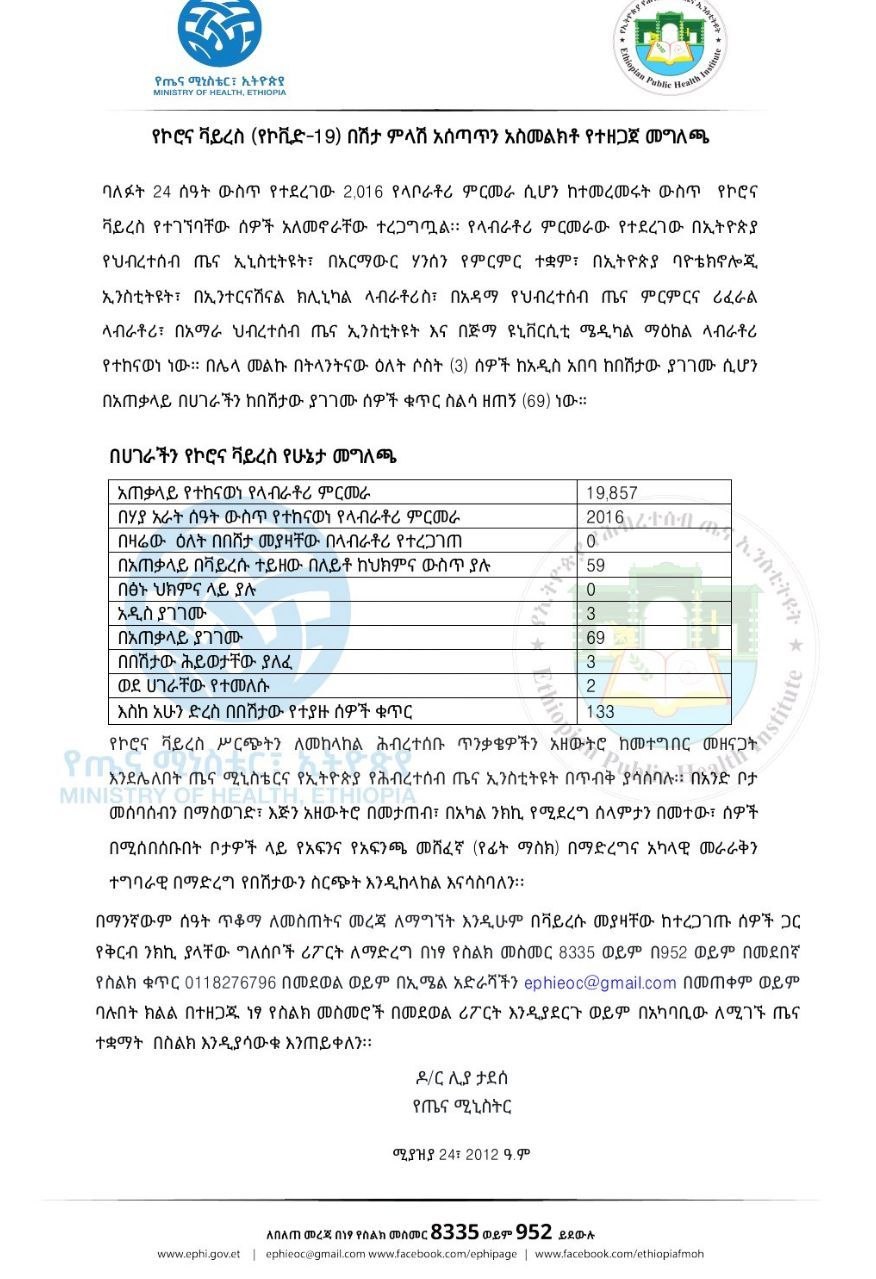 የጤና ሚኒስቴር፣ ኢትዮጵያ
MINISTRY OF HEALTH, ETHIOPIA
Ethiopian Public Health Institute
የኮሮና ቫይረስ (የኮቪድ-19) በሽታ ምላሽ አሰጣጥን አስመልክቶ የተዘጋጀ መግለጫ
ባለፉት 24 ሰዓት ውስጥ የተደረገው 2,016 የላቦራቶሪ ምርመራ ሲሆን ከተመረመሩት ውስጥ የኮሮና
ቫይረስ የተገኘባቸው ሰዎች አለመኖራቸው ተረጋግጧል፡፡ የላብራቶሪ ምርመራው የተደረገው በኢትዮጵያ
የህብረተሰብ ጤና ኢኒስቲትዩት፣ በአርማውር ሃንሰን የምርምር ተቋም፣ በኢትዮጵያ ባዮቴክኖሎጂ
ኢንስቲትዩት፣ በኢንተርናሽናል ክሊኒካል ላብራቶሪስ፣ በአዳማ የህብረተሰብ ጤና ምርምርና ሪፈራል
ላብራቶሪ፣ በአማራ ህብረተሰብ ጤና ኢንስቲትዩት እና በጅማ ዩኒቨርሲቲ ሜዲካል ማዕከል ላብራቶሪ
የተከናወነ ነው። በሌላ መልኩ በትላንትናው ዕለት ሶስት (3) ሰዎች ከአዲስ አበባ ከበሽታው ያገገሙ ሲሆን
በአጠቃላይ በሀገራችን ከበሽታው ያገገሙ ሰዎች ቁጥር ስልሳ ዘጠኝ (69) ነው።
በሀገራችን የኮሮና ቫይረስ የሁኔታ መግለጫ
አጠቃላይ የተከናወነ የላብራቶሪ ምርመራ 19,857
በሃያ አራት ሰዓት ውስጥ የተከናወነ የላብራቶሪ ምርመራ 2016
በዛሬው ዕለት በበሽታ መያዛቸው በላብራቶሪ የተረጋገጠ 0
በአጠቃላይ በቫይረሱ ተይዘው በለይቶ ከህክምና ውስጥ ያሉ 59
በፅኑ ህክምና ላይ ያሉ 0
አዲስ ያገገሙ 3
በአጠቃላይ ያገገሙ 69
በበሽታው ሕይወታቸው ያለፈ 3
ወደ ሀገራቸው የተመለሱ 2
እስከ አሁን ድረስ በበሽታው የተያዙ ሰዎች ቁጥር 133
የኮሮና ቫይረስ ሥርጭትን ለመከላከል ሕብረተሰቡ ጥንቃቄዎችን አዘውትሮ ከመተግበር መዘናጋት
እንደሌለበት ጤና ሚኒስቴርና የኢትዮጵያ የሕብረተሰብ ጤና ኢንስቲትዩት በጥብቅ ያሳስባሉ፡፡ በአንድ ቦታ
መሰባሰብን በማስወገድ፣ እጅን አዘውትሮ በመታጠብ፣ በአካል ንክኪ የሚደረግ ሰላምታን በመተው፣ ሰዎች
በሚሰበሰቡበት ቦታዎች ላይ የአፍንና የአፍንጫ መሸፈኛ (የፊት ማስክ) በማድረግና አካላዊ መራራቅን
ተግባራዊ በማድረግ የበሽታውን ስርጭት እንዲከላከል እናሳስባለን፡፡
በማንኛውም ሰዓት ጥቆማ ለመስጠትና መረጃ ለማግኘት እንዲሁም በቫይረሱ መያዛቸው ከተረጋገጡ ሰዎች ጋር
የቅርብ ንክኪ ያላቸው ግለሰቦች ሪፖርት ለማድረግ በነፃ የስልክ መስመር 8335 ወይም በ952 ወይም በመደበኛ
የስልክ ቁጥር 0118276796 በመደወል ወይም በኢሜል አድራሻችን ephieoc@gmail.com በመጠቀም ወይም
ባሉበት ክልል በተዘጋጁ ነፃ የስልክ መስመሮች በመደወል ሪፖርት እንዲያደርጉ ወይም በአካባቢው ለሚገኙ ጤና
ተቋማት በስልክ እንዲያሳውቁ እንጠይቀለን፡፡
ዶ/ር ሊያ ታደሰ
የጤና ሚኒስትር
ሚያዝያ 24፣ 2012 ዓ.ም
ለበለጠ መረጃ በነፃ የስልክ መስመር 8335 ወይም 952 ይደውሉ
www.ephi.gov.et | ephieoc@gmail.com www.facebook.com/ephipage | www.facebook.com/ethiopiafmoh